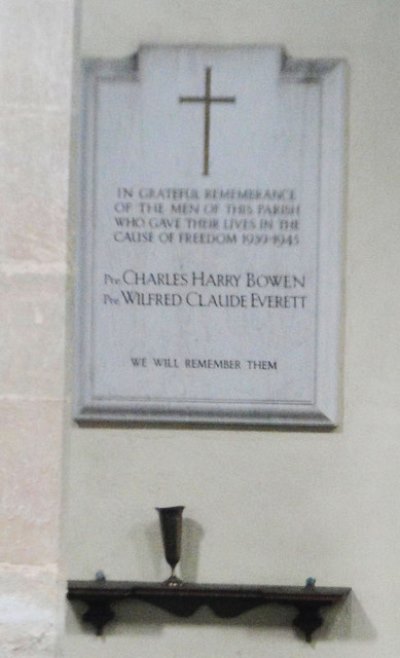 IN GRATEFUL REMEMBRANCE
OF THE MEN OF THIS PARISH
WHO GAVE THEIR LIVES IN THE
CAUSE OF FREEDOM 1939-1945
Pte. CHARLES HARRY BOWEN
Pte. WILFRED CLAUDE EVERETT
WE WILL REMEMBER THEM